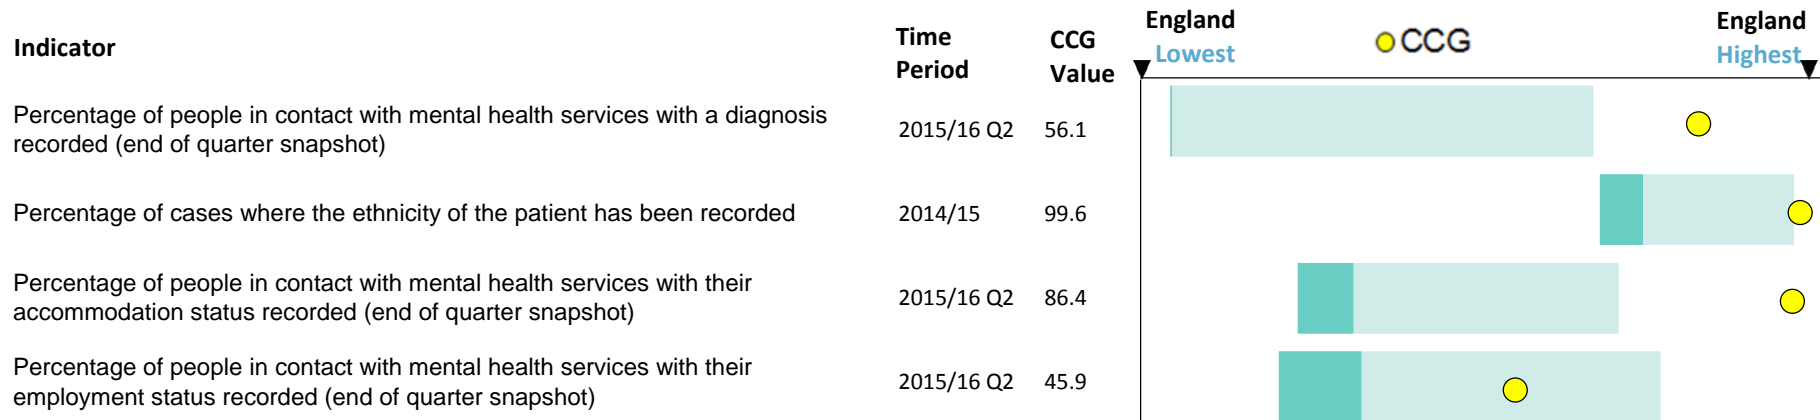 Indicator
Time Period
CCG Value
England Lowest
CCG
England Highest
Percentage of people in contact with mental health services with a diagnosis
recorded (end of quarter snapshot)
2015/16 Q2 56.1
Percentage of cases where the ethnicity of the patient has been recorded
2014/15 99.6
Percentage of people in contact with mental health services with their
accommodation status recorded (end of quarter snapshot)
2015/16 Q2 86.4
Percentage of people in contact with mental health services with their
employment status recorded (end of quarter snapshot)
2015/16 Q2 45.9